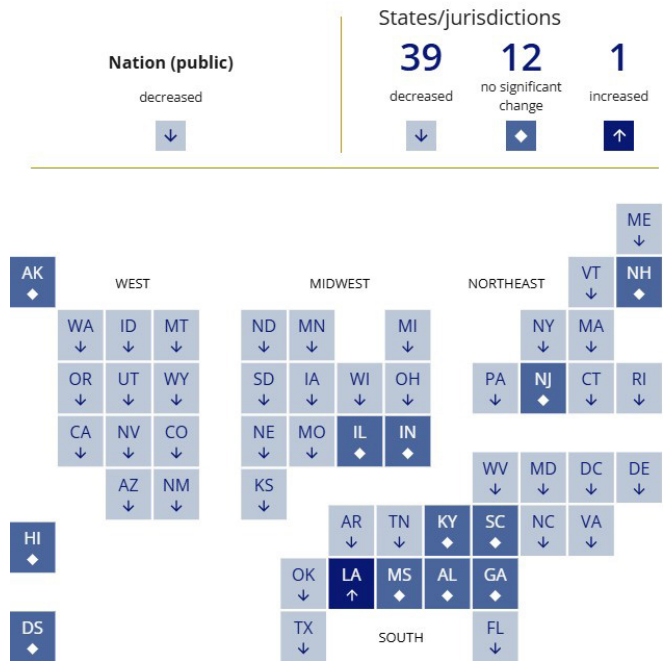 States/jurisdictions
Nation (public)
39 12 1
decreased
decreased no significant change increased
↓ ↓ ◆ ↑
ME
↓
AK WEST MIDWEST NORTHEAST VT NH
◆ ↓ ◆
WA ID MT ND MN MI NY MA
↓ ↓ ↓ ↓ ↓ ↓ ↓ ↓
OR UT WY SD IA WI OH PA NJ CT RI
↓ ↓ ↓ ↓ ↓ ↓ ↓ ↓ ◆ ↓ ↓
CA NV CO NE MO IL IN
↓ ↓ ↓ ↓ ↓ ◆ ◆
AZ NM KS WV MD DC DE
↓ ↓ ↓ ↓ ↓ ↓ ↓
HI AR TN KY SC NC VA
◆ ↓ ↓ ◆ ◆ ↓ ↓
OK LA MS AL GA
↓ ↑ ◆ ◆ ◆
DS TX SOUTH FL
◆ ↓ ↓